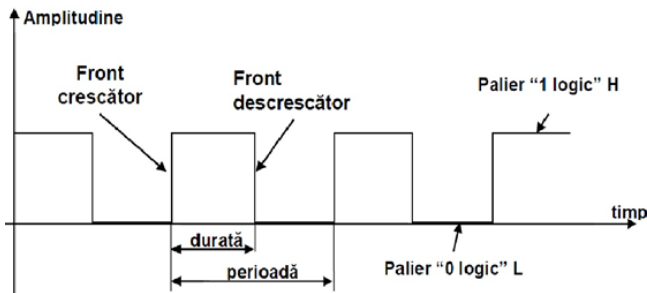 Amplitudine
Front
crescător
Front
descrescător
Palier “1 logic” H
timp
durată
perioadă
Palier “0 logic” L